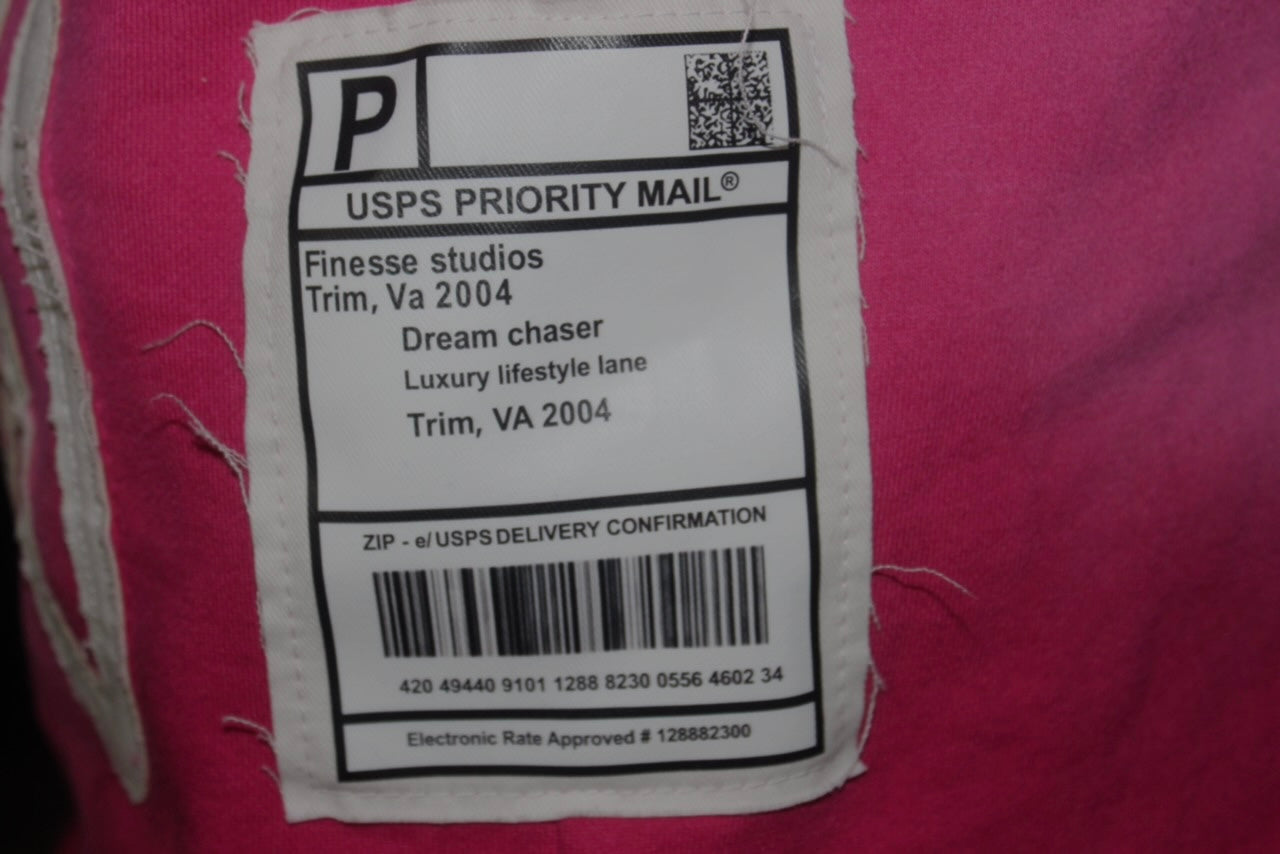 P
USPS PRIORITY MAIL®
Finesse studios
Trim, Va 2004
Dream chaser
Luxury lifestyle lane
Trim, VA 2004
ZIP - e/ USPS DELIVERY CONFIRMATION
420 49440 9101 1288 8230 0556 4602 34
Electronic Rate Approved # 128882300